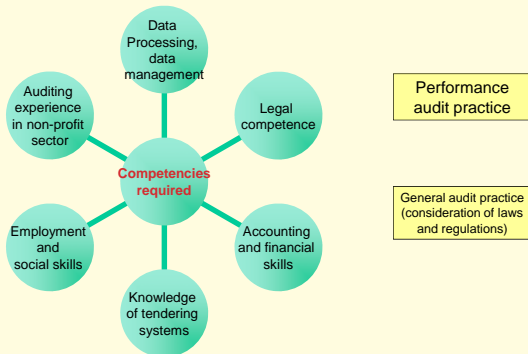 Data
Processing,
data
management
Auditing
experience
in non-profit
sector
Legal
competence
Competencies
required
Employment
and
social skills
Accounting
and financial
skills
Knowledge
of tendering
systems
Performance
audit practice
General audit practice
(consideration of laws
and regulations)